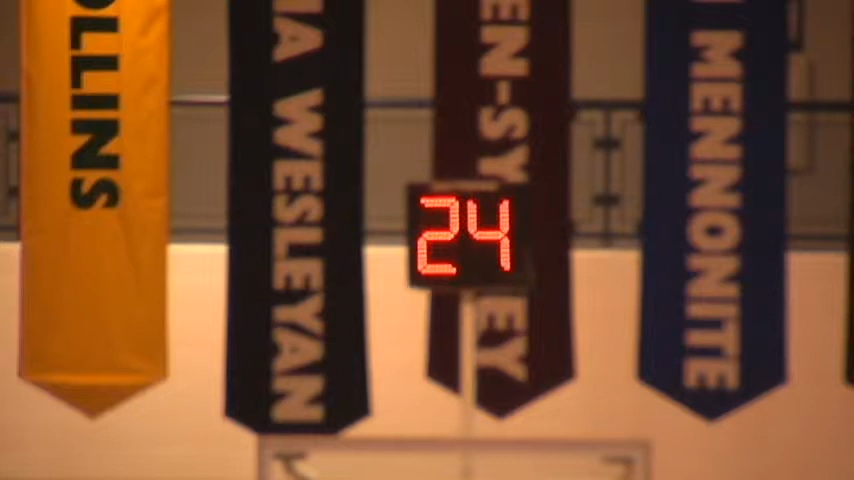 OLLINS
IA WESLEYAN
EN-SY
EY
MENNONITE
24